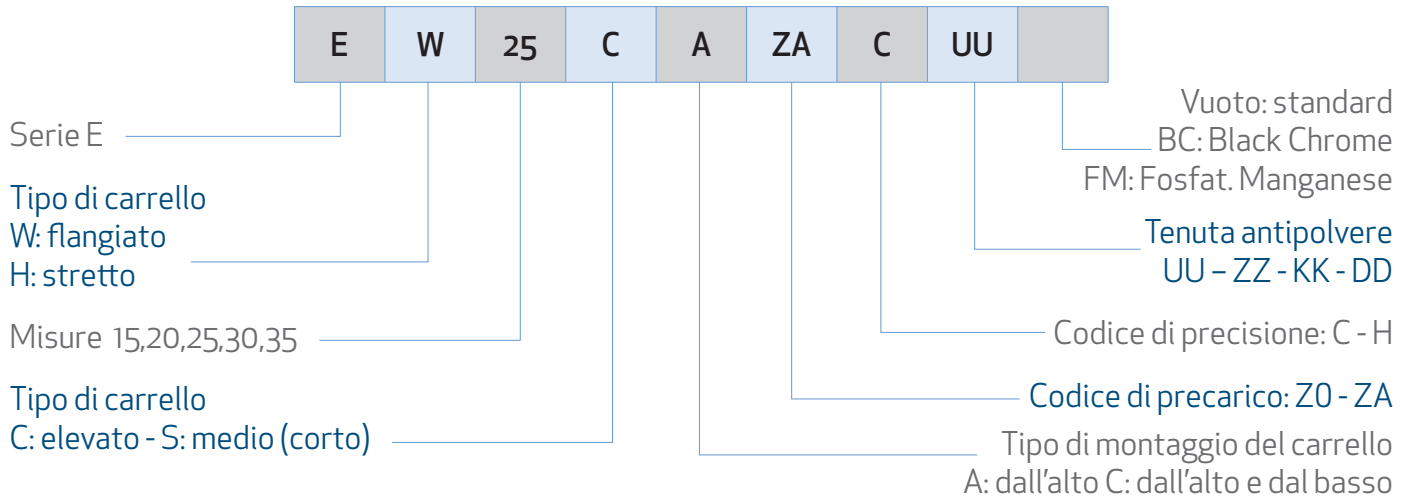 E W 25 C A ZA C UU
Serie E
Tipo di carrello
W: flangiato
H: stretto
Misure 15,20,25,30,35
Tipo di carrello
C: elevato - S: medio (corto)
Vuoto: standard
BC: Black Chrome
FM: Fosfat. Manganese
Tenuta antipolvere
UU – ZZ - KK - DD
Codice di precisione: C - H
Codice di precarico: Z0 - ZA
Tipo di montaggio del carrello
A: dall'alto C: dall'alto e dal basso